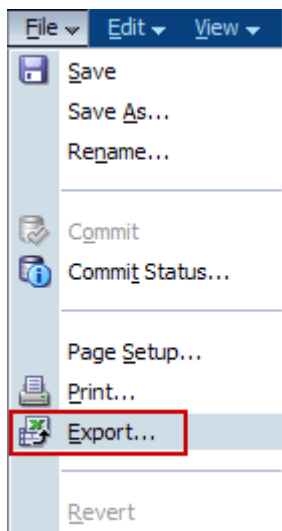 File Edit View
Save
Save As...
Rename...
Commit
Commit Status...
Page Setup...
Print...
Export...
Revert